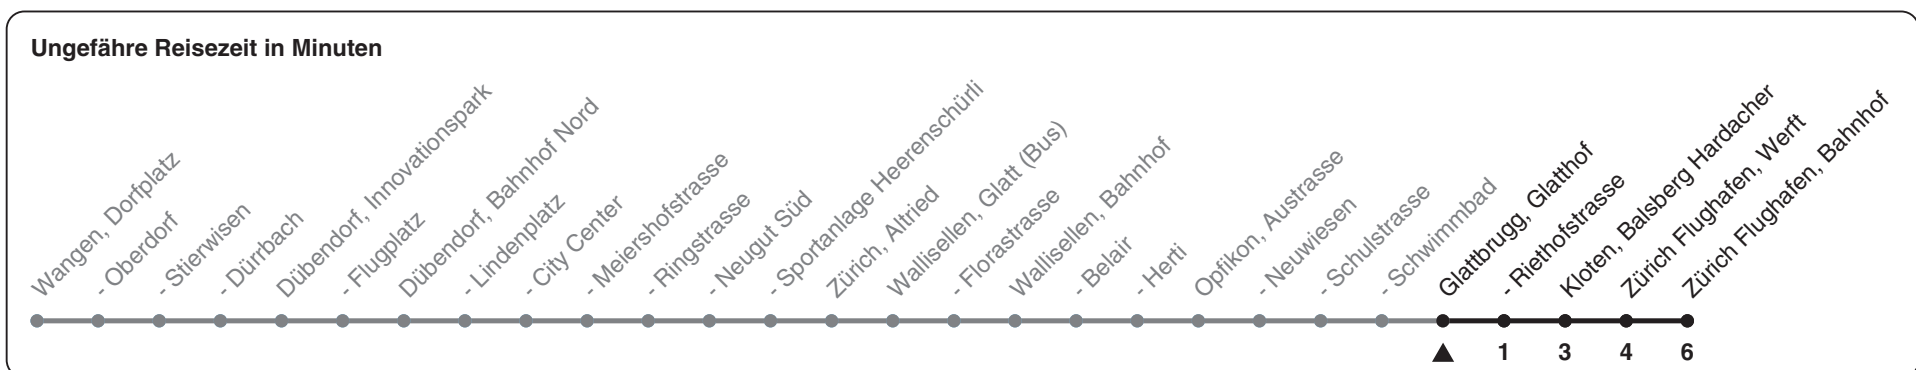 Ungefähre Reisezeit in Minuten
Wangen, Dorfplatz
- Oberdorf
- Stierwisen
- Dürrbach
Dübendorf, Innovationspark
- Flugplatz
Dübendorf, Bahnhof Nord
- Lindenplatz
- City Center
- Meiershofstrasse
- Ringstrasse
- Neugut Süd
- Sportanlage Heerenschürli
Zürich, Altried
Wallisellen, Glatt (Bus)
- Florastrasse
Wallisellen, Bahnhof
- Belair
- Herti
Opfikon, Austrasse
- Neuwiesen
- Schulstrasse
- Schwimmbad
Glattbrugg, Glatthof
- Riethofstrasse
Kloten, Balsberg Hardacher
Zürich Flughafen, Werft
Zürich Flughafen, Bahnhof
1 3 4 6